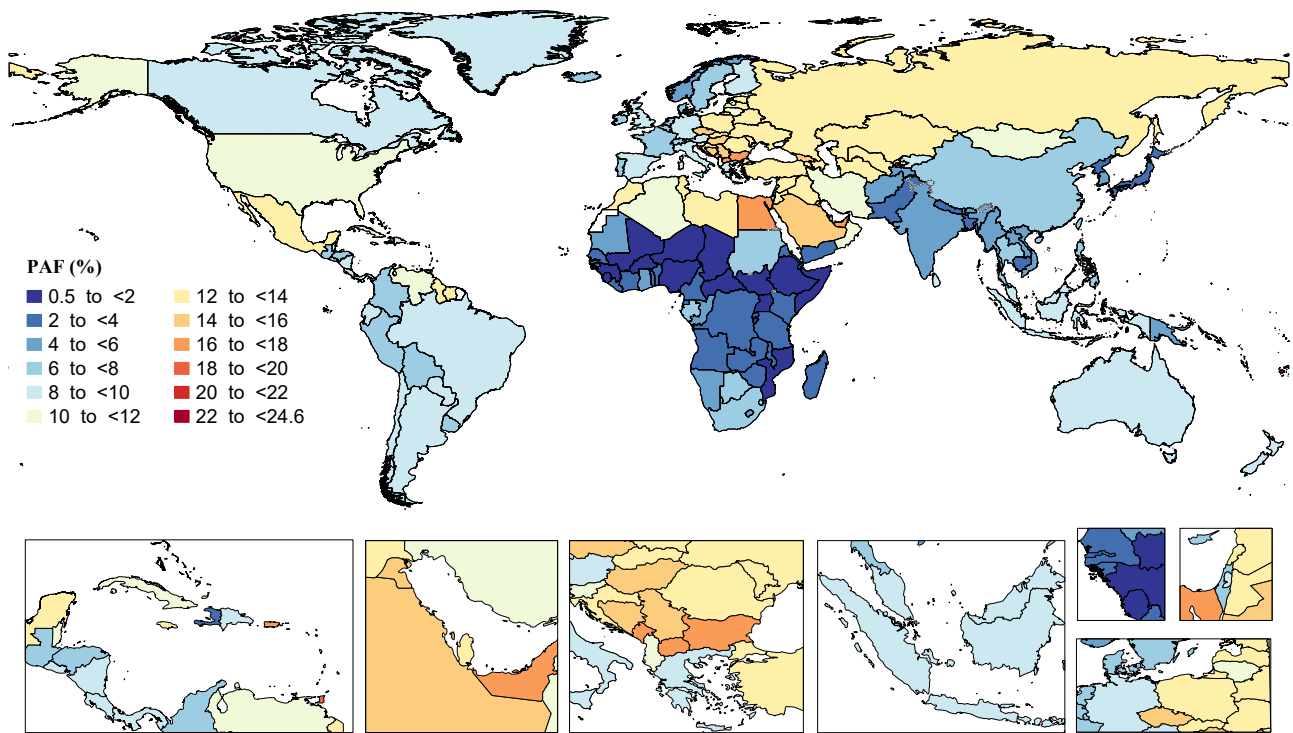 PAF (%)
0.5 to <2 12 to <14
2 to <4 14 to <16
4 to <6 16 to <18
6 to <8 18 to <20
8 to <10 20 to <22
10 to <12 22 to <24.6